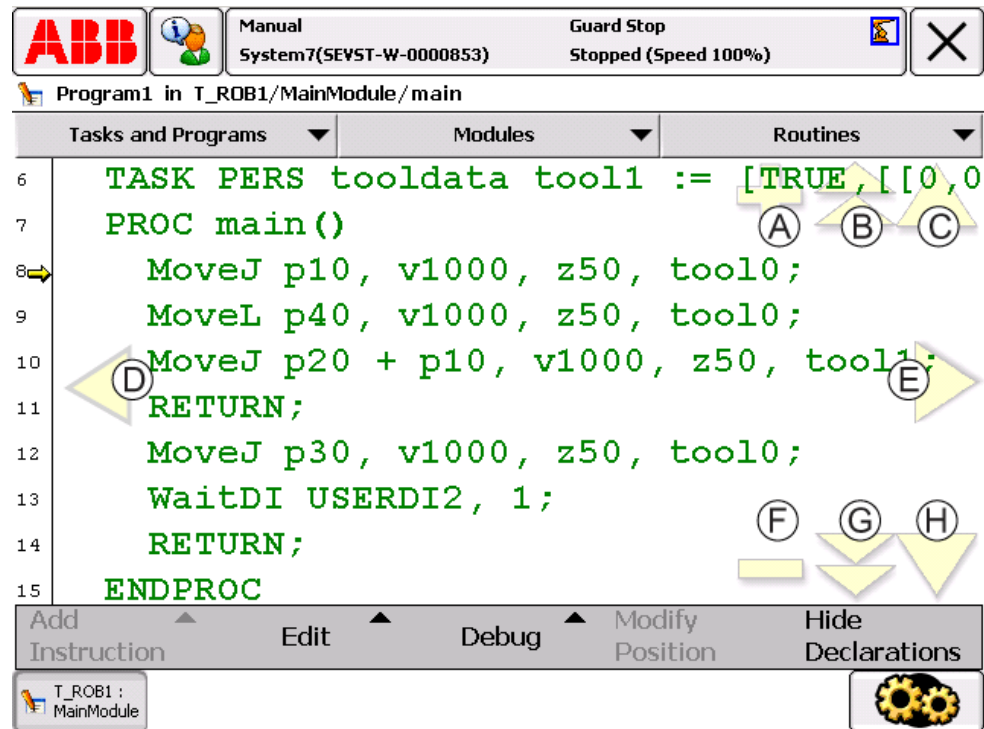 ABB
Manual
System7(SEVST-W-0000853)
Guard Stop
Stopped (Speed 100%)
Program1 in T_ROB1/MainModule/main
Tasks and Programs
Modules
Routines
6 TASK PERS tooldata tool1 := [TRUE,[[0,0
A B C
7 PROC main()
8 MoveJ p10, v1000, z50, tool0;
9 MoveL p40, v1000, z50, tool0;
10 MoveJ p20 + p10, v1000, z50, tool1;
D E
11 RETURN;
12 MoveJ p30, v1000, z50, tool0;
13 WaitDI USERDI2, 1;
F G H
14 RETURN;
15 ENDPROC
Add
Instruction
Edit
Debug
Modify
Position
Hide
Declarations
T_ROB1 :
MainModule